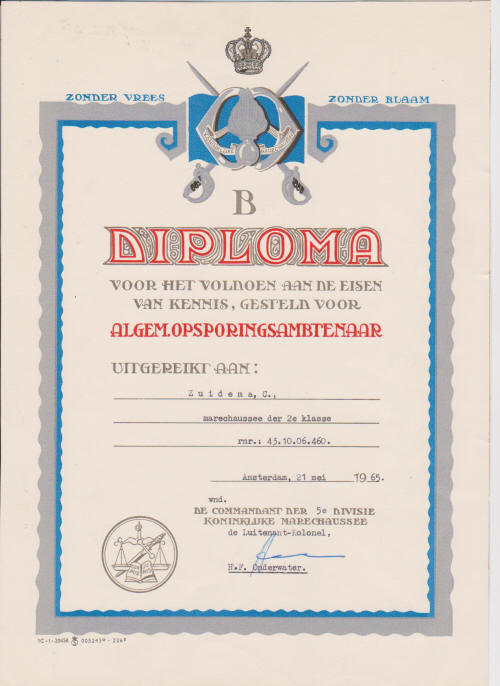 ZONDER VREES ZONDER BLAAM
B
DIPLOMA
VOOR HET VOLDOEN AAN DE EISEN
VAN KENNIS, GESTELD VOOR
ALGEM. OPSPORINGSAMBTENAAR
UITGEREIKT AAN:
Zuidema, C.,
marechaussee der 2e klasse
rnr.: 43.10.06.460.
Amsterdam, 21 mei 1965.
wnd.
DE COMMANDANT DER 5e DIVISIE
KONINKLIJKE MARECHAUSSEE
de Luitenant-Kolonel,
H.F. Onderwater.